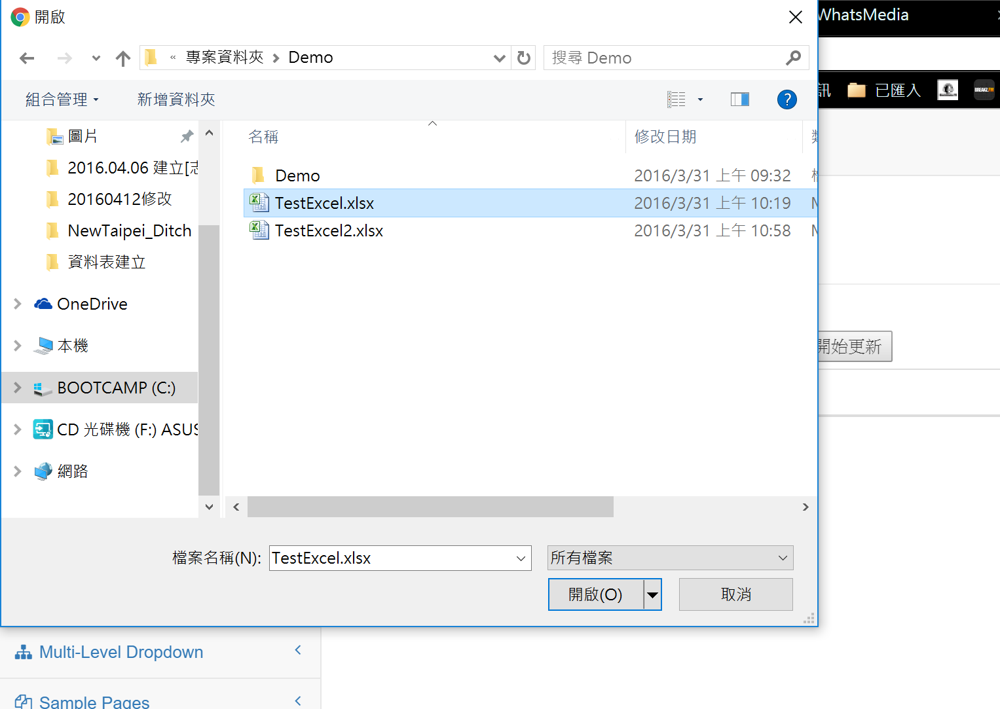 開啟
WhatsMedia
« 專案資料夾 > Demo
搜尋 Demo
訊
已匯入
BREAKZ.FM
組合管理
新增資料夾
?
名稱
修改日期
圖片
2016.04.06 建立[志
20160412修改
NewTaipei_Ditch
資料表建立
OneDrive
本機
BOOTCAMP (C:)
CD 光碟機 (F:) ASUS
網路
Demo
2016/3/31 上午 09:32
TestExcel.xlsx
2016/3/31 上午 10:19
TestExcel2.xlsx
2016/3/31 上午 10:58
開始更新
檔案名稱(N):
TestExcel.xlsx
所有檔案
開啟(O)
取消
Multi-Level Dropdown
Sample Pages